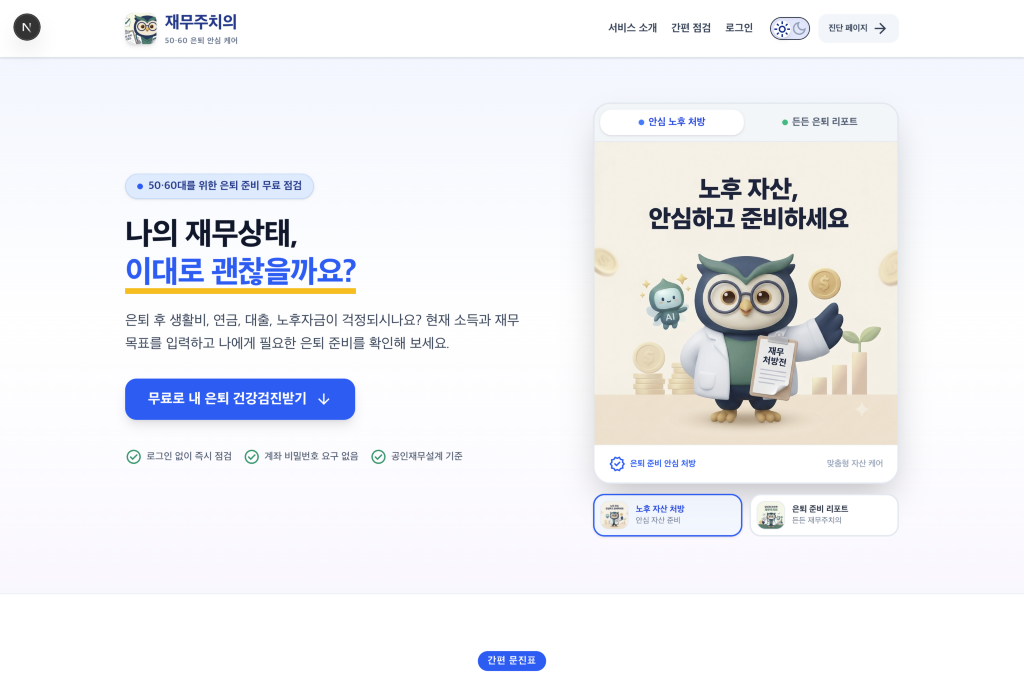 N
재무주치의
50·60 은퇴 안심 케어
서비스 소개
간편 점검
로그인
진단 페이지
50·60대를 위한 은퇴 준비 무료 점검
나의 재무상태,
이대로 괜찮을까요?
은퇴 후 생활비, 연금, 대출, 노후자금이 걱정되시나요? 현재 소득과 재무
목표를 입력하고 나에게 필요한 은퇴 준비를 확인해 보세요.
무료로 내 은퇴 건강검진받기
로그인 없이 즉시 점검
계좌 비밀번호 요구 없음
공인재무설계 기준
안심 노후 처방
든든 은퇴 리포트
노후 자산,
안심하고 준비하세요
AI
재무
처방전
은퇴 준비 안심 처방
맞춤형 자산 케어
노후 자산 처방
안심 자산 준비
은퇴 준비 리포트
든든 재무주치의
간편 문진표